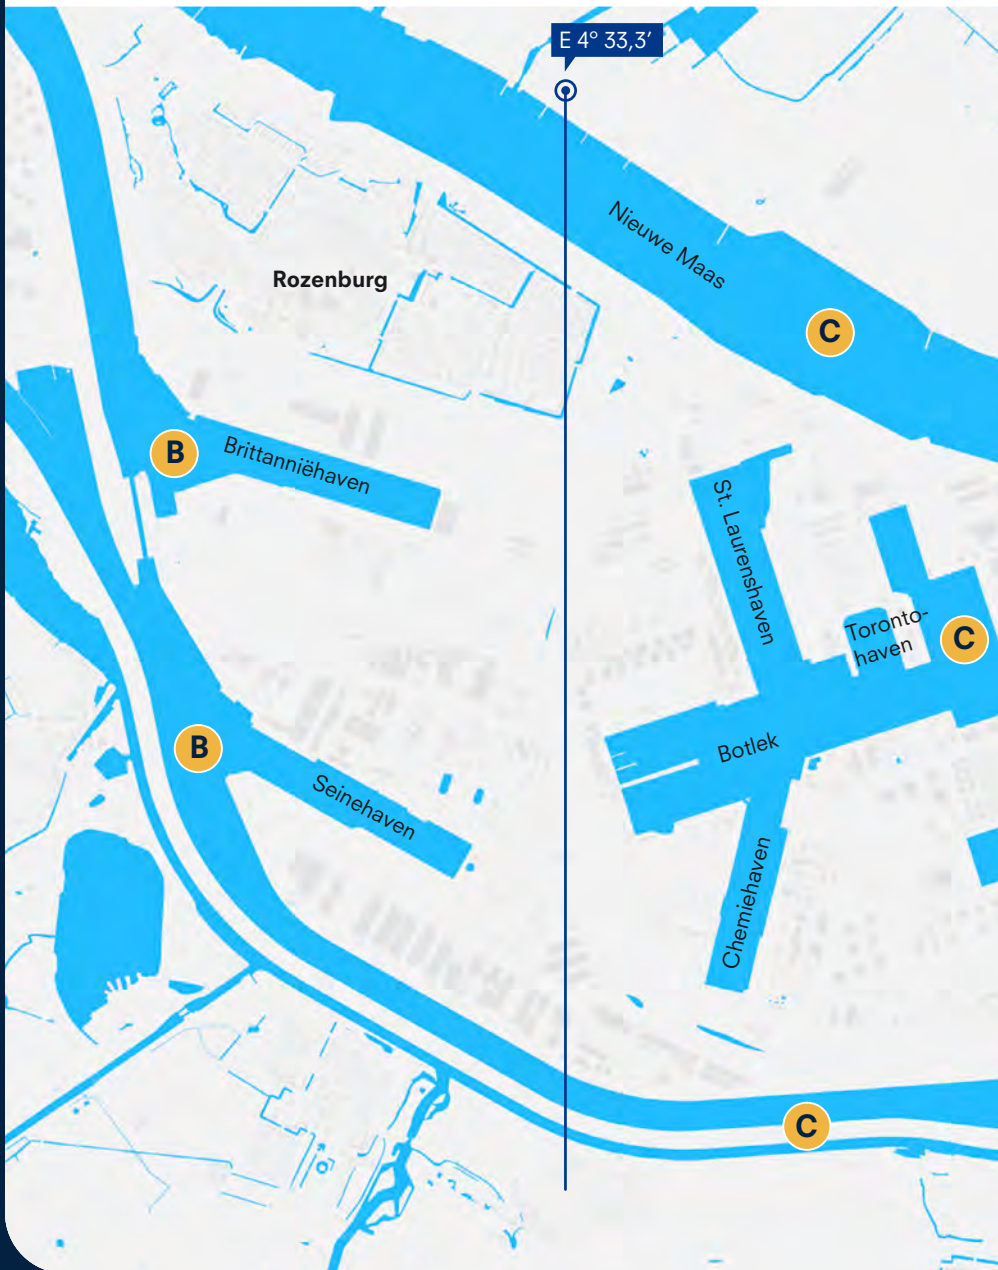 E 4° 33,3′
Nieuwe Maas
Rozenburg
C
B
Brittanniëhaven
St. Laurenshaven
Toronto-
haven
C
B
Botlek
Seinehaven
Chemiehaven
C